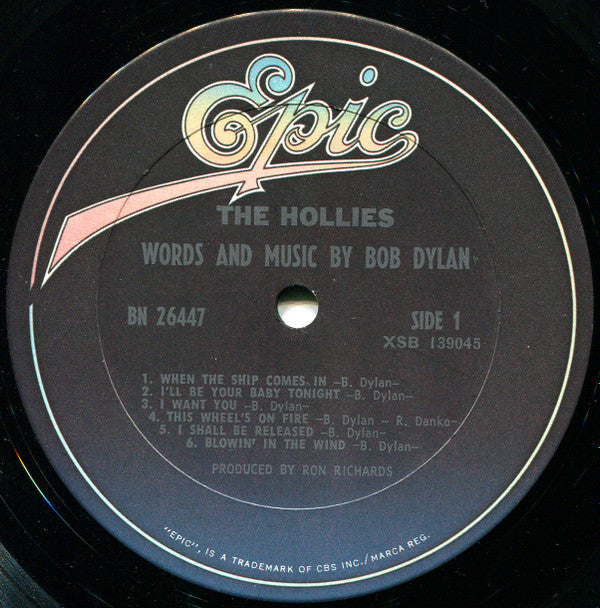 Epic
THE HOLLIES
WORDS AND MUSIC BY BOB DYLAN
BN 26447
SIDE 1
XSB 139045
1. WHEN THE SHIP COMES IN –B. Dylan–
2. I'LL BE YOUR BABY TONIGHT –B. Dylan–
3. I WANT YOU –B. Dylan–
4. THIS WHEEL'S ON FIRE –B. Dylan – R. Danko–
5. I SHALL BE RELEASED –B. Dylan–
6. BLOWIN' IN THE WIND –B. Dylan–
PRODUCED BY RON RICHARDS
"EPIC", IS A TRADEMARK OF CBS INC./MARCA REG.